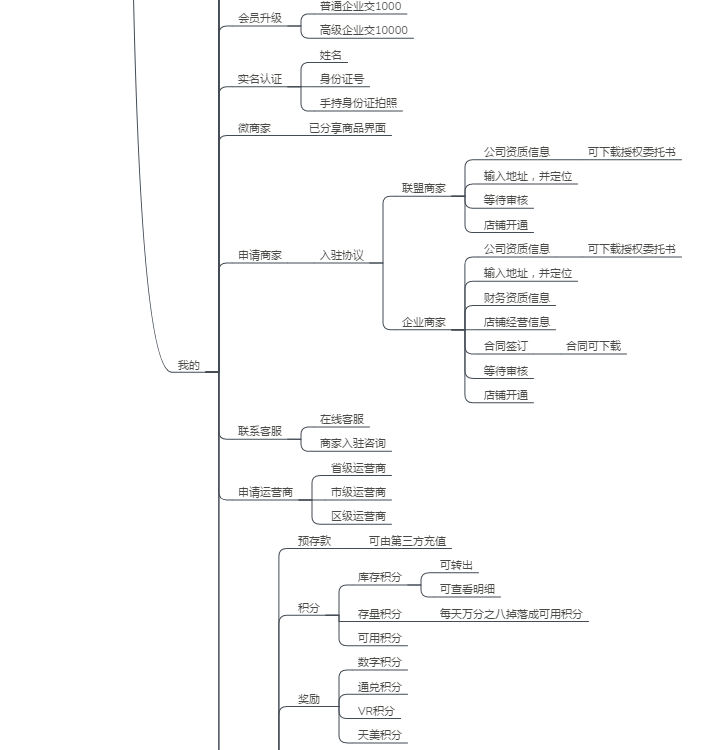 普通企业交1000
会员升级
高级企业交10000
姓名
实名认证
身份证号
手持身份证拍照
微商家
已分享商品界面
公司资质信息
可下载授权委托书
输入地址，并定位
联盟商家
等待审核
店铺开通
申请商家
入驻协议
公司资质信息
可下载授权委托书
输入地址，并定位
财务资质信息
企业商家
店铺经营信息
合同签订
合同可下载
等待审核
店铺开通
我的
在线客服
联系客服
商家入驻咨询
省级运营商
申请运营商
市级运营商
区级运营商
预存款
可由第三方充值
可转出
库存积分
可查看明细
积分
存量积分
每天万分之八掉落成可用积分
可用积分
数字积分
通兑积分
奖励
VR积分
天美积分